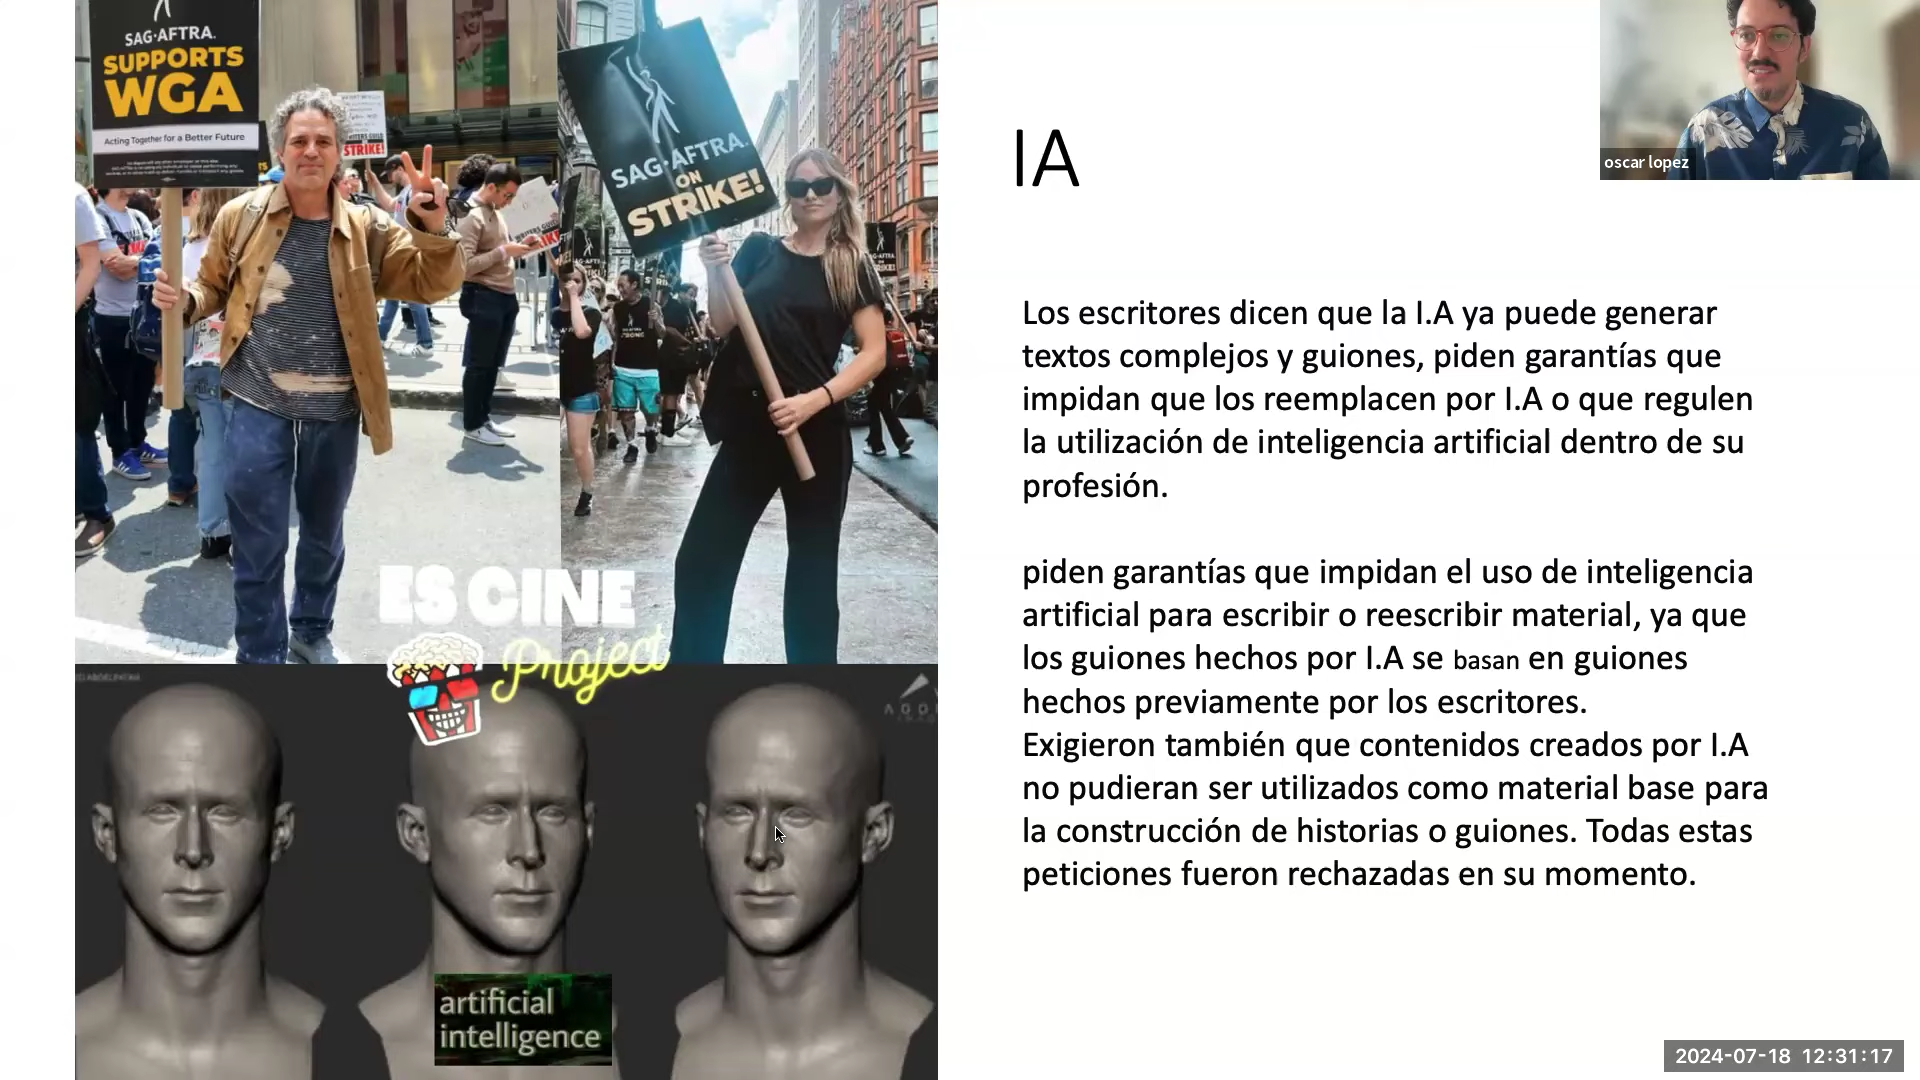 SAG·AFTRA.
SUPPORTS
WGA
Acting Together for a Better Future
STRIKE!
SAG·AFTRA
ON
STRIKE!
ES CINE
Project
artificial
intelligence
IA
Los escritores dicen que la I.A ya puede generar
textos complejos y guiones, piden garantías que
impidan que los reemplacen por I.A o que regulen
la utilización de inteligencia artificial dentro de su
profesión.
piden garantías que impidan el uso de inteligencia
artificial para escribir o reescribir material, ya que
los guiones hechos por I.A se basan en guiones
hechos previamente por los escritores.
Exigieron también que contenidos creados por I.A
no pudieran ser utilizados como material base para
la construcción de historias o guiones. Todas estas
peticiones fueron rechazadas en su momento.
oscar lopez
2024-07-18 12:31:17